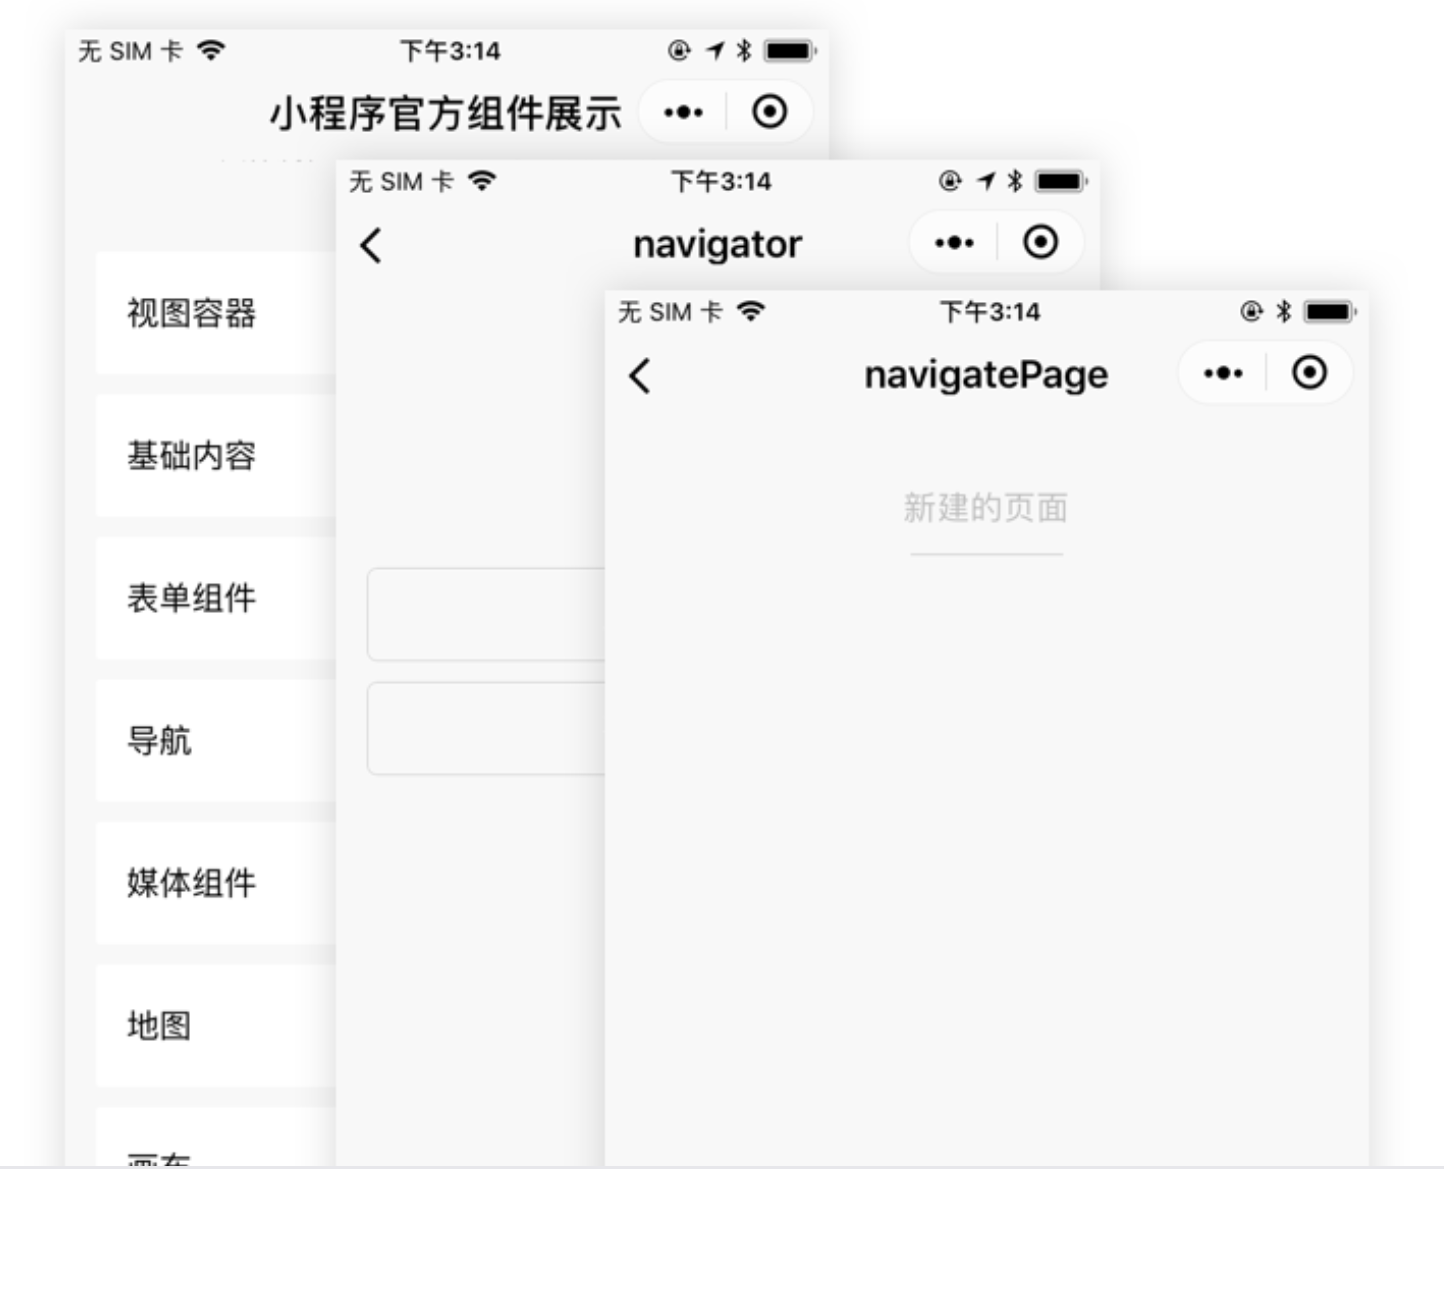 无 SIM 卡
下午3:14
小程序官方组件展示
视图容器
基础内容
表单组件
导航
媒体组件
地图
画布
无 SIM 卡
下午3:14
navigator
无 SIM 卡
下午3:14
navigatePage
新建的页面